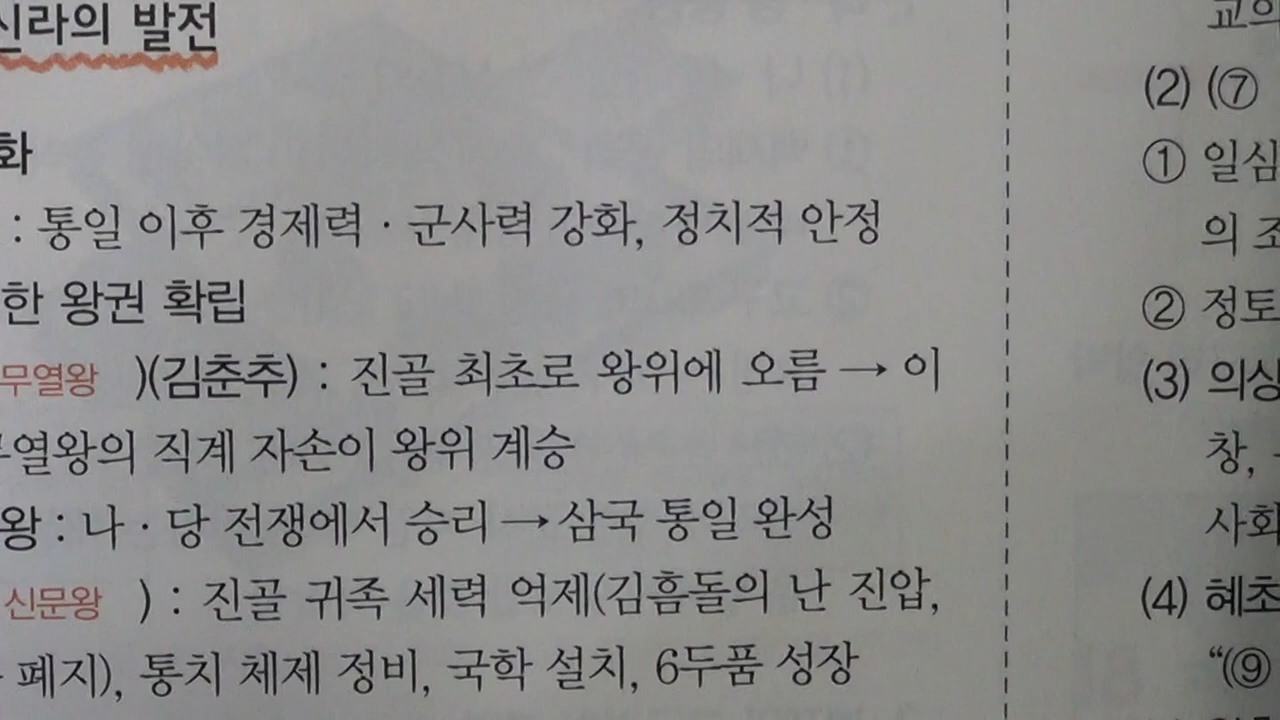 신라의 발전
화
: 통일 이후 경제력 · 군사력 강화, 정치적 안정
한 왕권 확립
무열왕 )(김춘추) : 진골 최초로 왕위에 오름 → 이
열왕의 직계 자손이 왕위 계승
왕 : 나 · 당 전쟁에서 승리 → 삼국 통일 완성
신문왕 ) : 진골 귀족 세력 억제(김흠돌의 난 진압,
폐지), 통치 체제 정비, 국학 설치, 6두품 성장
교의
(2) (⑦
① 일심
의 조
② 정토
(3) 의상
창,
사회
(4) 혜초
“(⑨